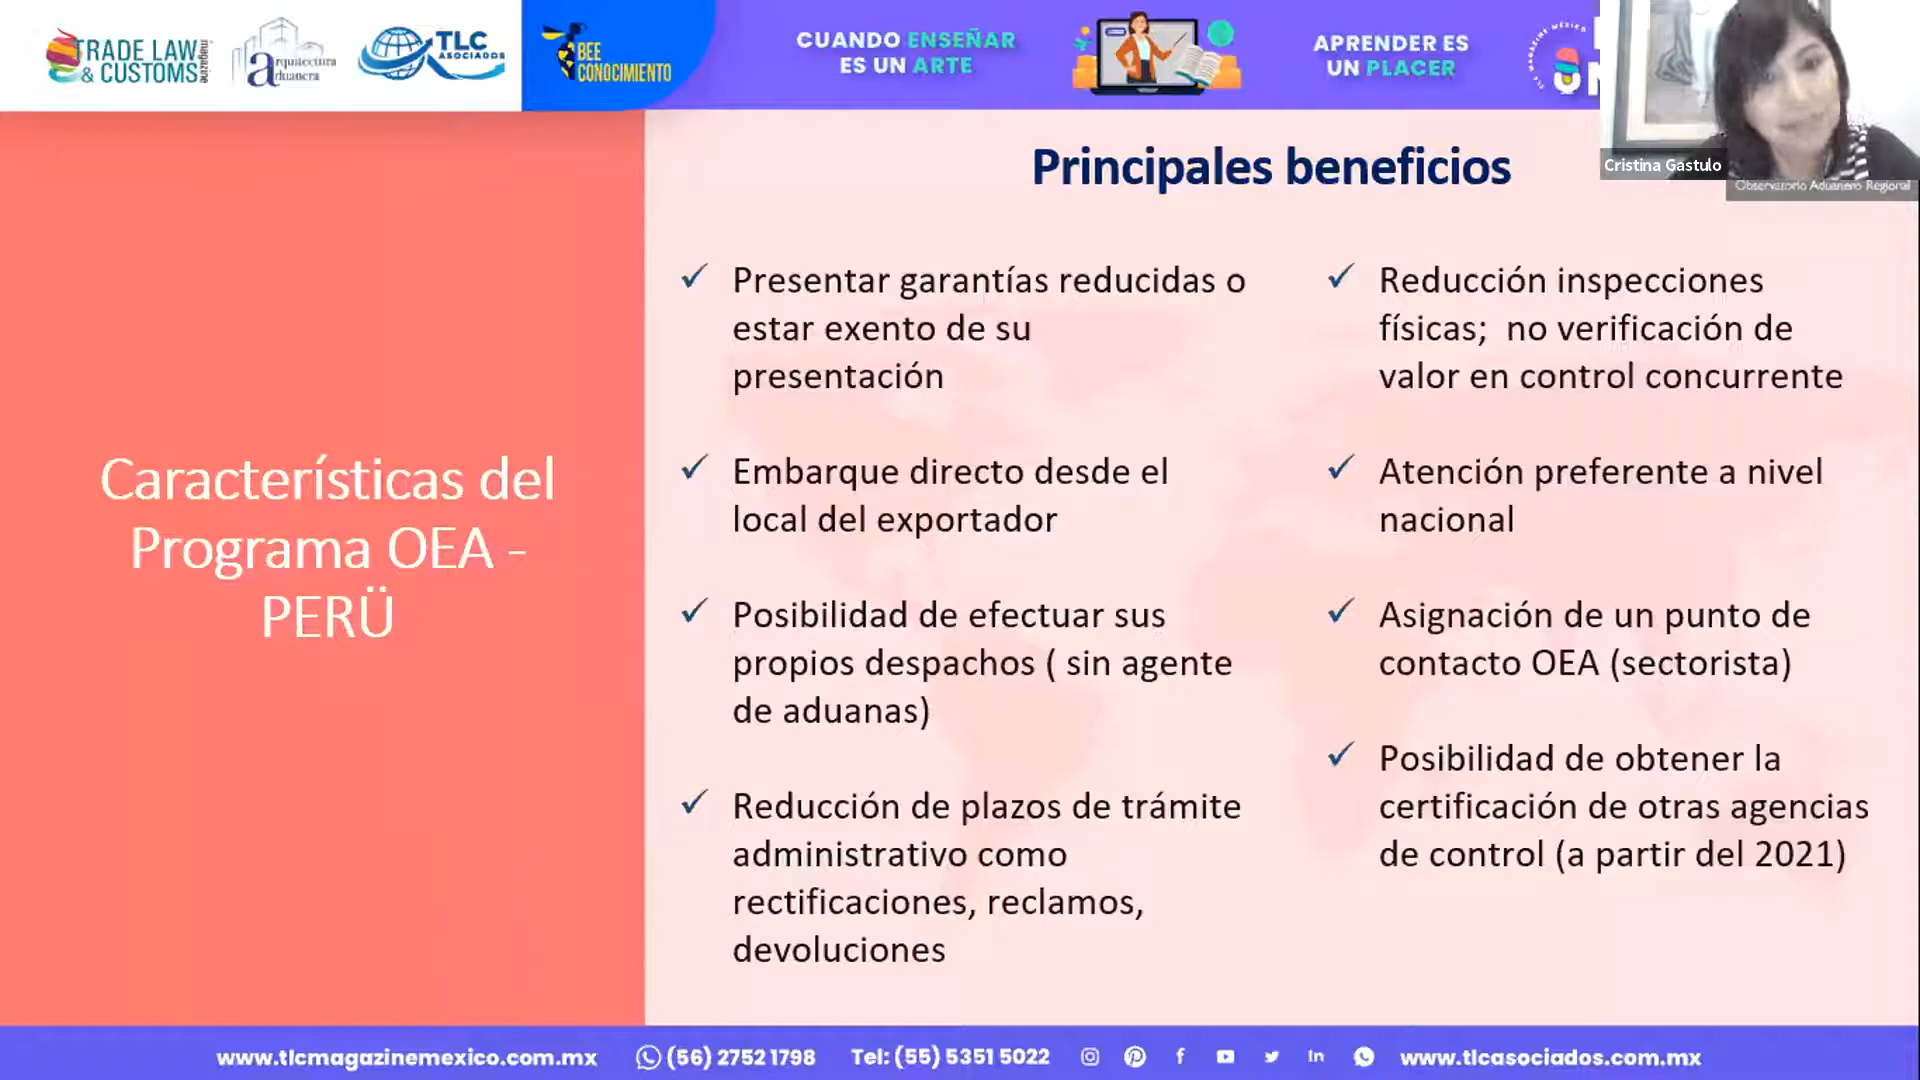 TRADE LAW
& CUSTOMS
magazine
arquitectura
aduanera
TLC
ASOCIADOS
BEE
CONOCIMIENTO
CUANDO ENSEÑAR
ES UN ARTE
APRENDER ES
UN PLACER
Cristina Gastulo
Observatorio Aduanero Regional
Características del
Programa OEA -
PERÜ
Principales beneficios
✓ Presentar garantías reducidas o
estar exento de su
presentación
✓ Embarque directo desde el
local del exportador
✓ Posibilidad de efectuar sus
propios despachos ( sin agente
de aduanas)
✓ Reducción de plazos de trámite
administrativo como
rectificaciones, reclamos,
devoluciones
✓ Reducción inspecciones
físicas;  no verificación de
valor en control concurrente
✓ Atención preferente a nivel
nacional
✓ Asignación de un punto de
contacto OEA (sectorista)
✓ Posibilidad de obtener la
certificación de otras agencias
de control (a partir del 2021)
www.tlcmagazinemexico.com.mx
(56) 2752 1798
Tel: (55) 5351 5022
www.tlcasociados.com.mx